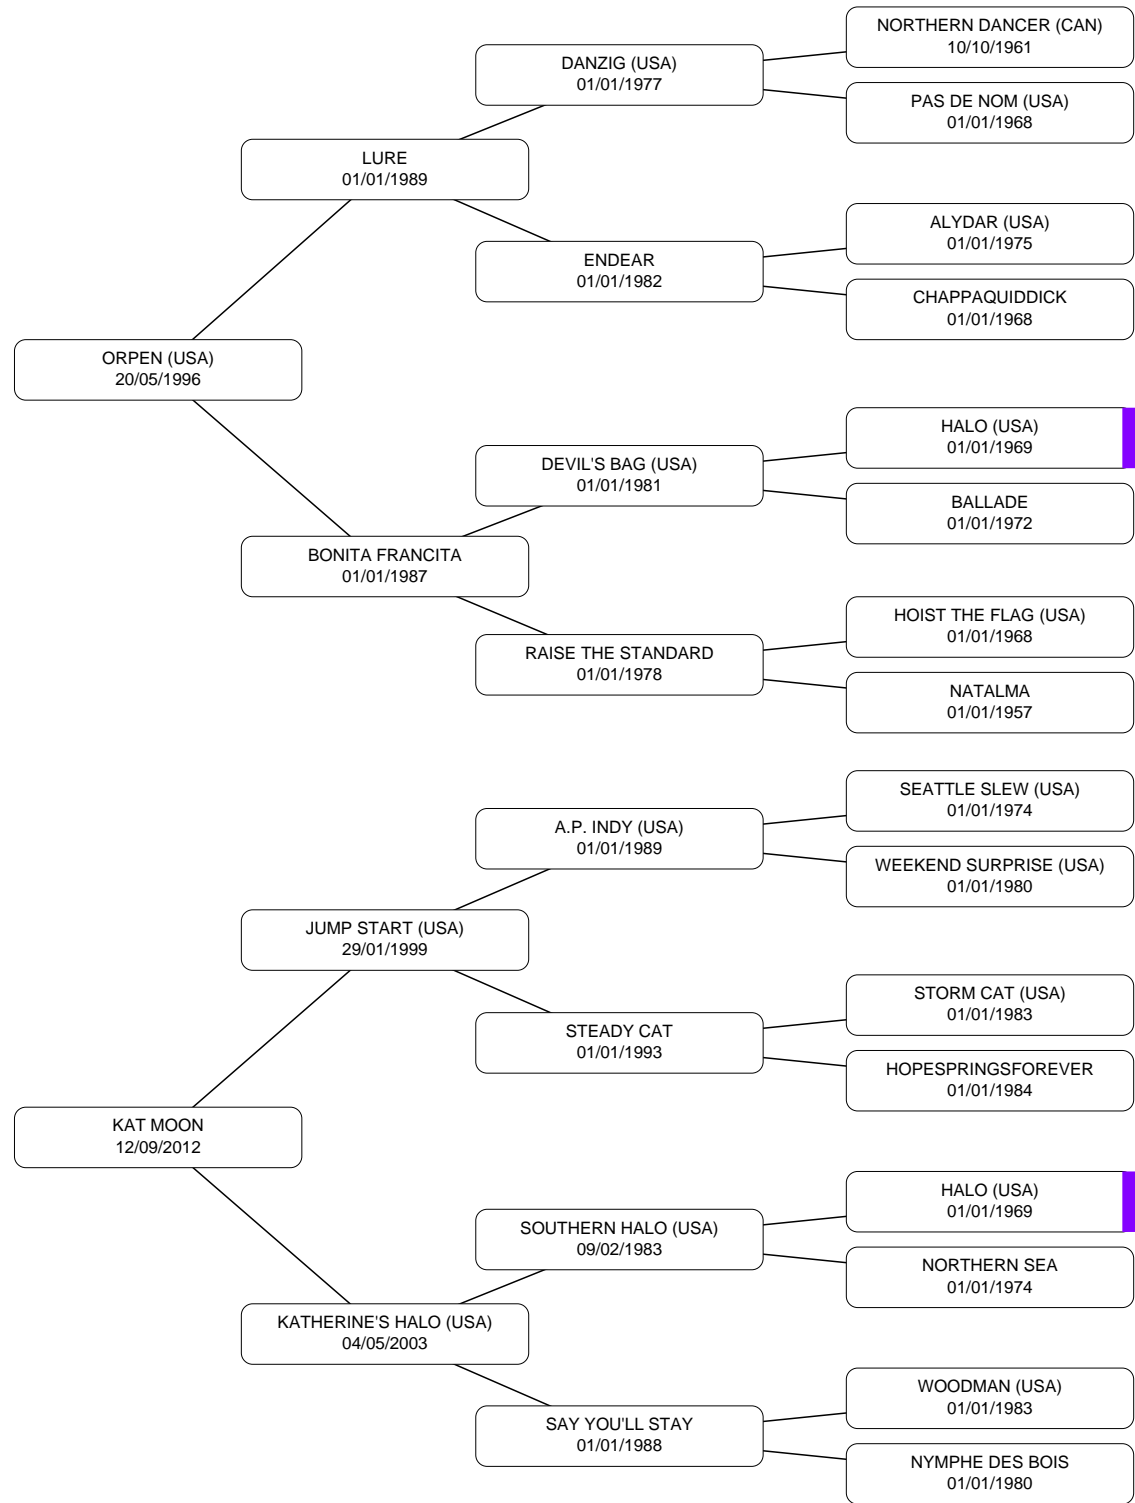 NORTHERN DANCER (CAN)
10/10/1961
DANZIG (USA)
01/01/1977
PAS DE NOM (USA)
01/01/1968
LURE
01/01/1989
ALYDAR (USA)
01/01/1975
ENDEAR
01/01/1982
CHAPPAQUIDDICK
01/01/1968
ORPEN (USA)
20/05/1996
HALO (USA)
01/01/1969
DEVIL'S BAG (USA)
01/01/1981
BALLADE
01/01/1972
BONITA FRANCITA
01/01/1987
HOIST THE FLAG (USA)
01/01/1968
RAISE THE STANDARD
01/01/1978
NATALMA
01/01/1957
SEATTLE SLEW (USA)
01/01/1974
A.P. INDY (USA)
01/01/1989
WEEKEND SURPRISE (USA)
01/01/1980
JUMP START (USA)
29/01/1999
STORM CAT (USA)
01/01/1983
STEADY CAT
01/01/1993
HOPESPRINGSFOREVER
01/01/1984
KAT MOON
12/09/2012
HALO (USA)
01/01/1969
SOUTHERN HALO (USA)
09/02/1983
NORTHERN SEA
01/01/1974
KATHERINE'S HALO (USA)
04/05/2003
WOODMAN (USA)
01/01/1983
SAY YOU'LL STAY
01/01/1988
NYMPHE DES BOIS
01/01/1980